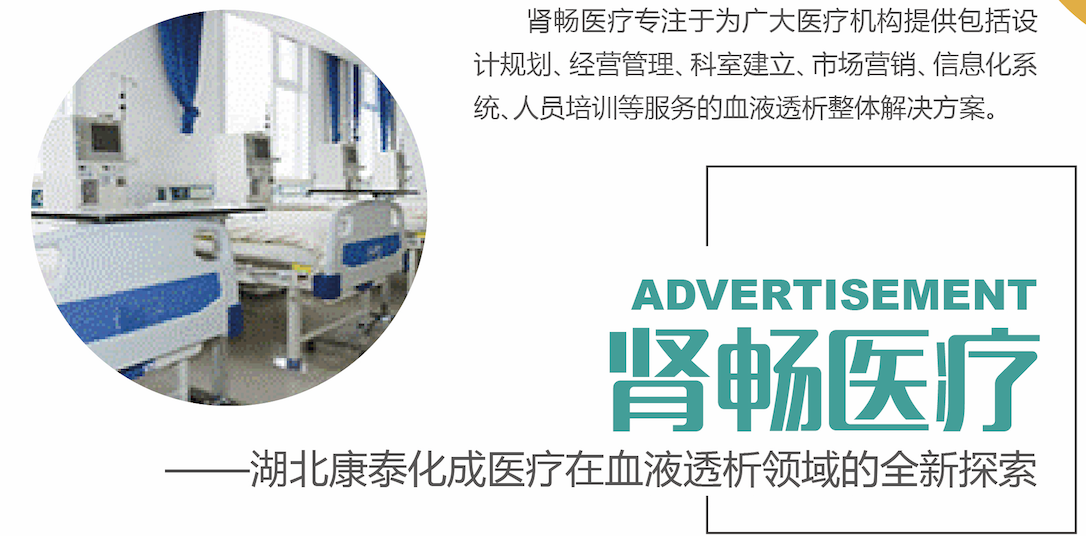 肾畅医疗专注于为广大医疗机构提供包括设
计规划、经营管理、科室建立、市场营销、信息化系
统、人员培训等服务的血液透析整体解决方案。
ADVERTISEMENT
肾畅医疗
——湖北康泰化成医疗在血液透析领域的全新探索